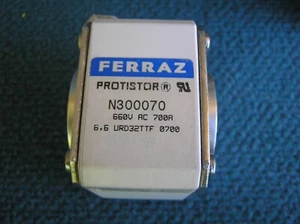 FERRAZ
PROTISTOR®
N300070
660V AC 700A
6.6 URD32TTF 0700